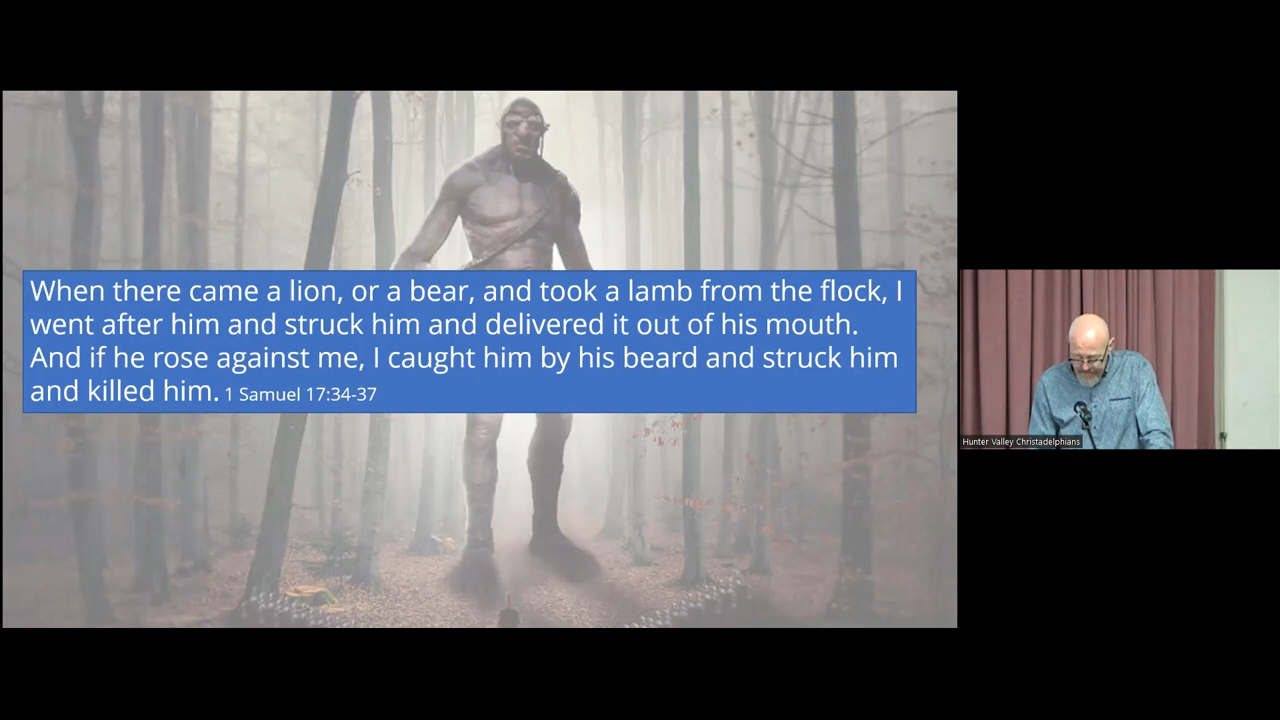 When there came a lion, or a bear, and took a lamb from the flock, I
went after him and struck him and delivered it out of his mouth.
And if he rose against me, I caught him by his beard and struck him
and killed him. 1 Samuel 17:34-37
Hunter Valley Christadelphians